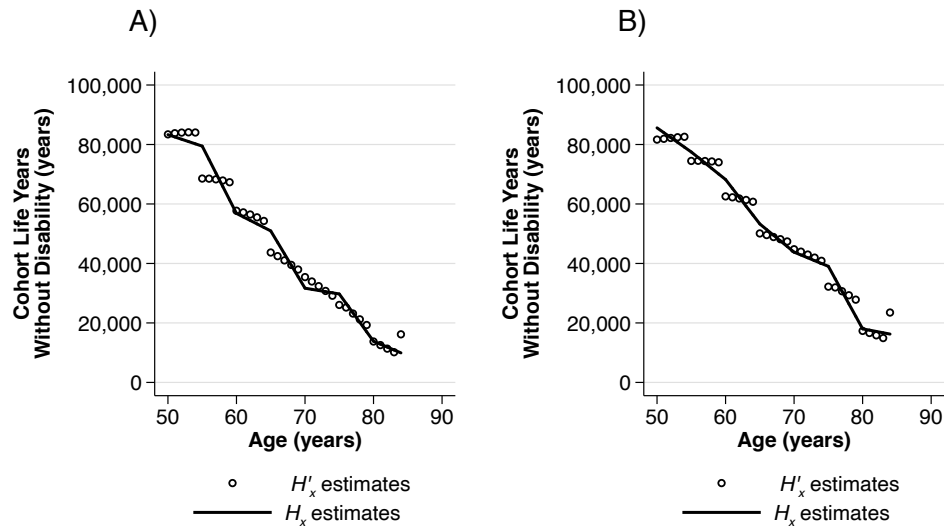 A)
Cohort Life Years
Without Disability (years)
100,000
80,000
60,000
40,000
20,000
0
50 60 70 80 90
Age (years)
H′ₓ estimates
Hₓ estimates
B)
Cohort Life Years
Without Disability (years)
100,000
80,000
60,000
40,000
20,000
0
50 60 70 80 90
Age (years)
H′ₓ estimates
Hₓ estimates